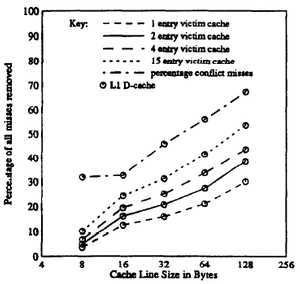 Key:
1 entry victim cache
2 entry victim cache
4 entry victim cache
15 entry victim cache
percentage conflict misses
L1 D-cache
Percentage of all misses removed
100
90
80
70
60
50
40
30
20
10
0
4 8 16 32 64 128 256
Cache Line Size in Bytes